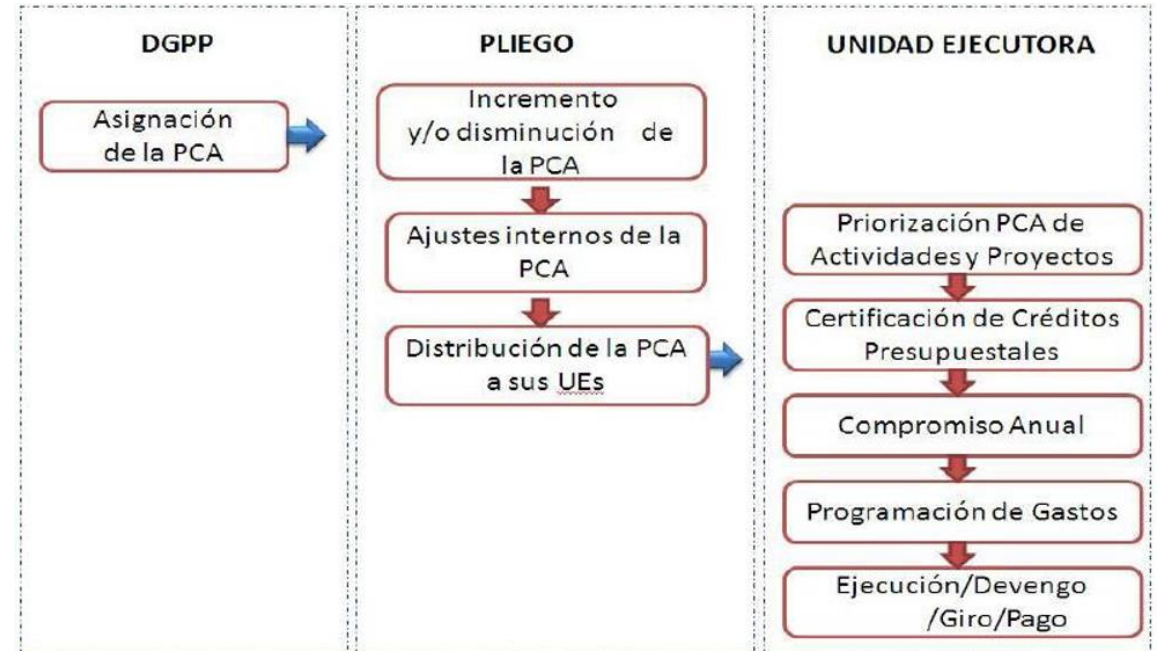 DGPP
Asignación
de la PCA
PLIEGO
Incremento
y/o disminución de
la PCA
Ajustes internos de la
PCA
Distribución de la PCA
a sus UEs
UNIDAD EJECUTORA
Priorización PCA de
Actividades y Proyectos
Certificación de Créditos
Presupuestales
Compromiso Anual
Programación de Gastos
Ejecución/Devengo
/Giro/Pago